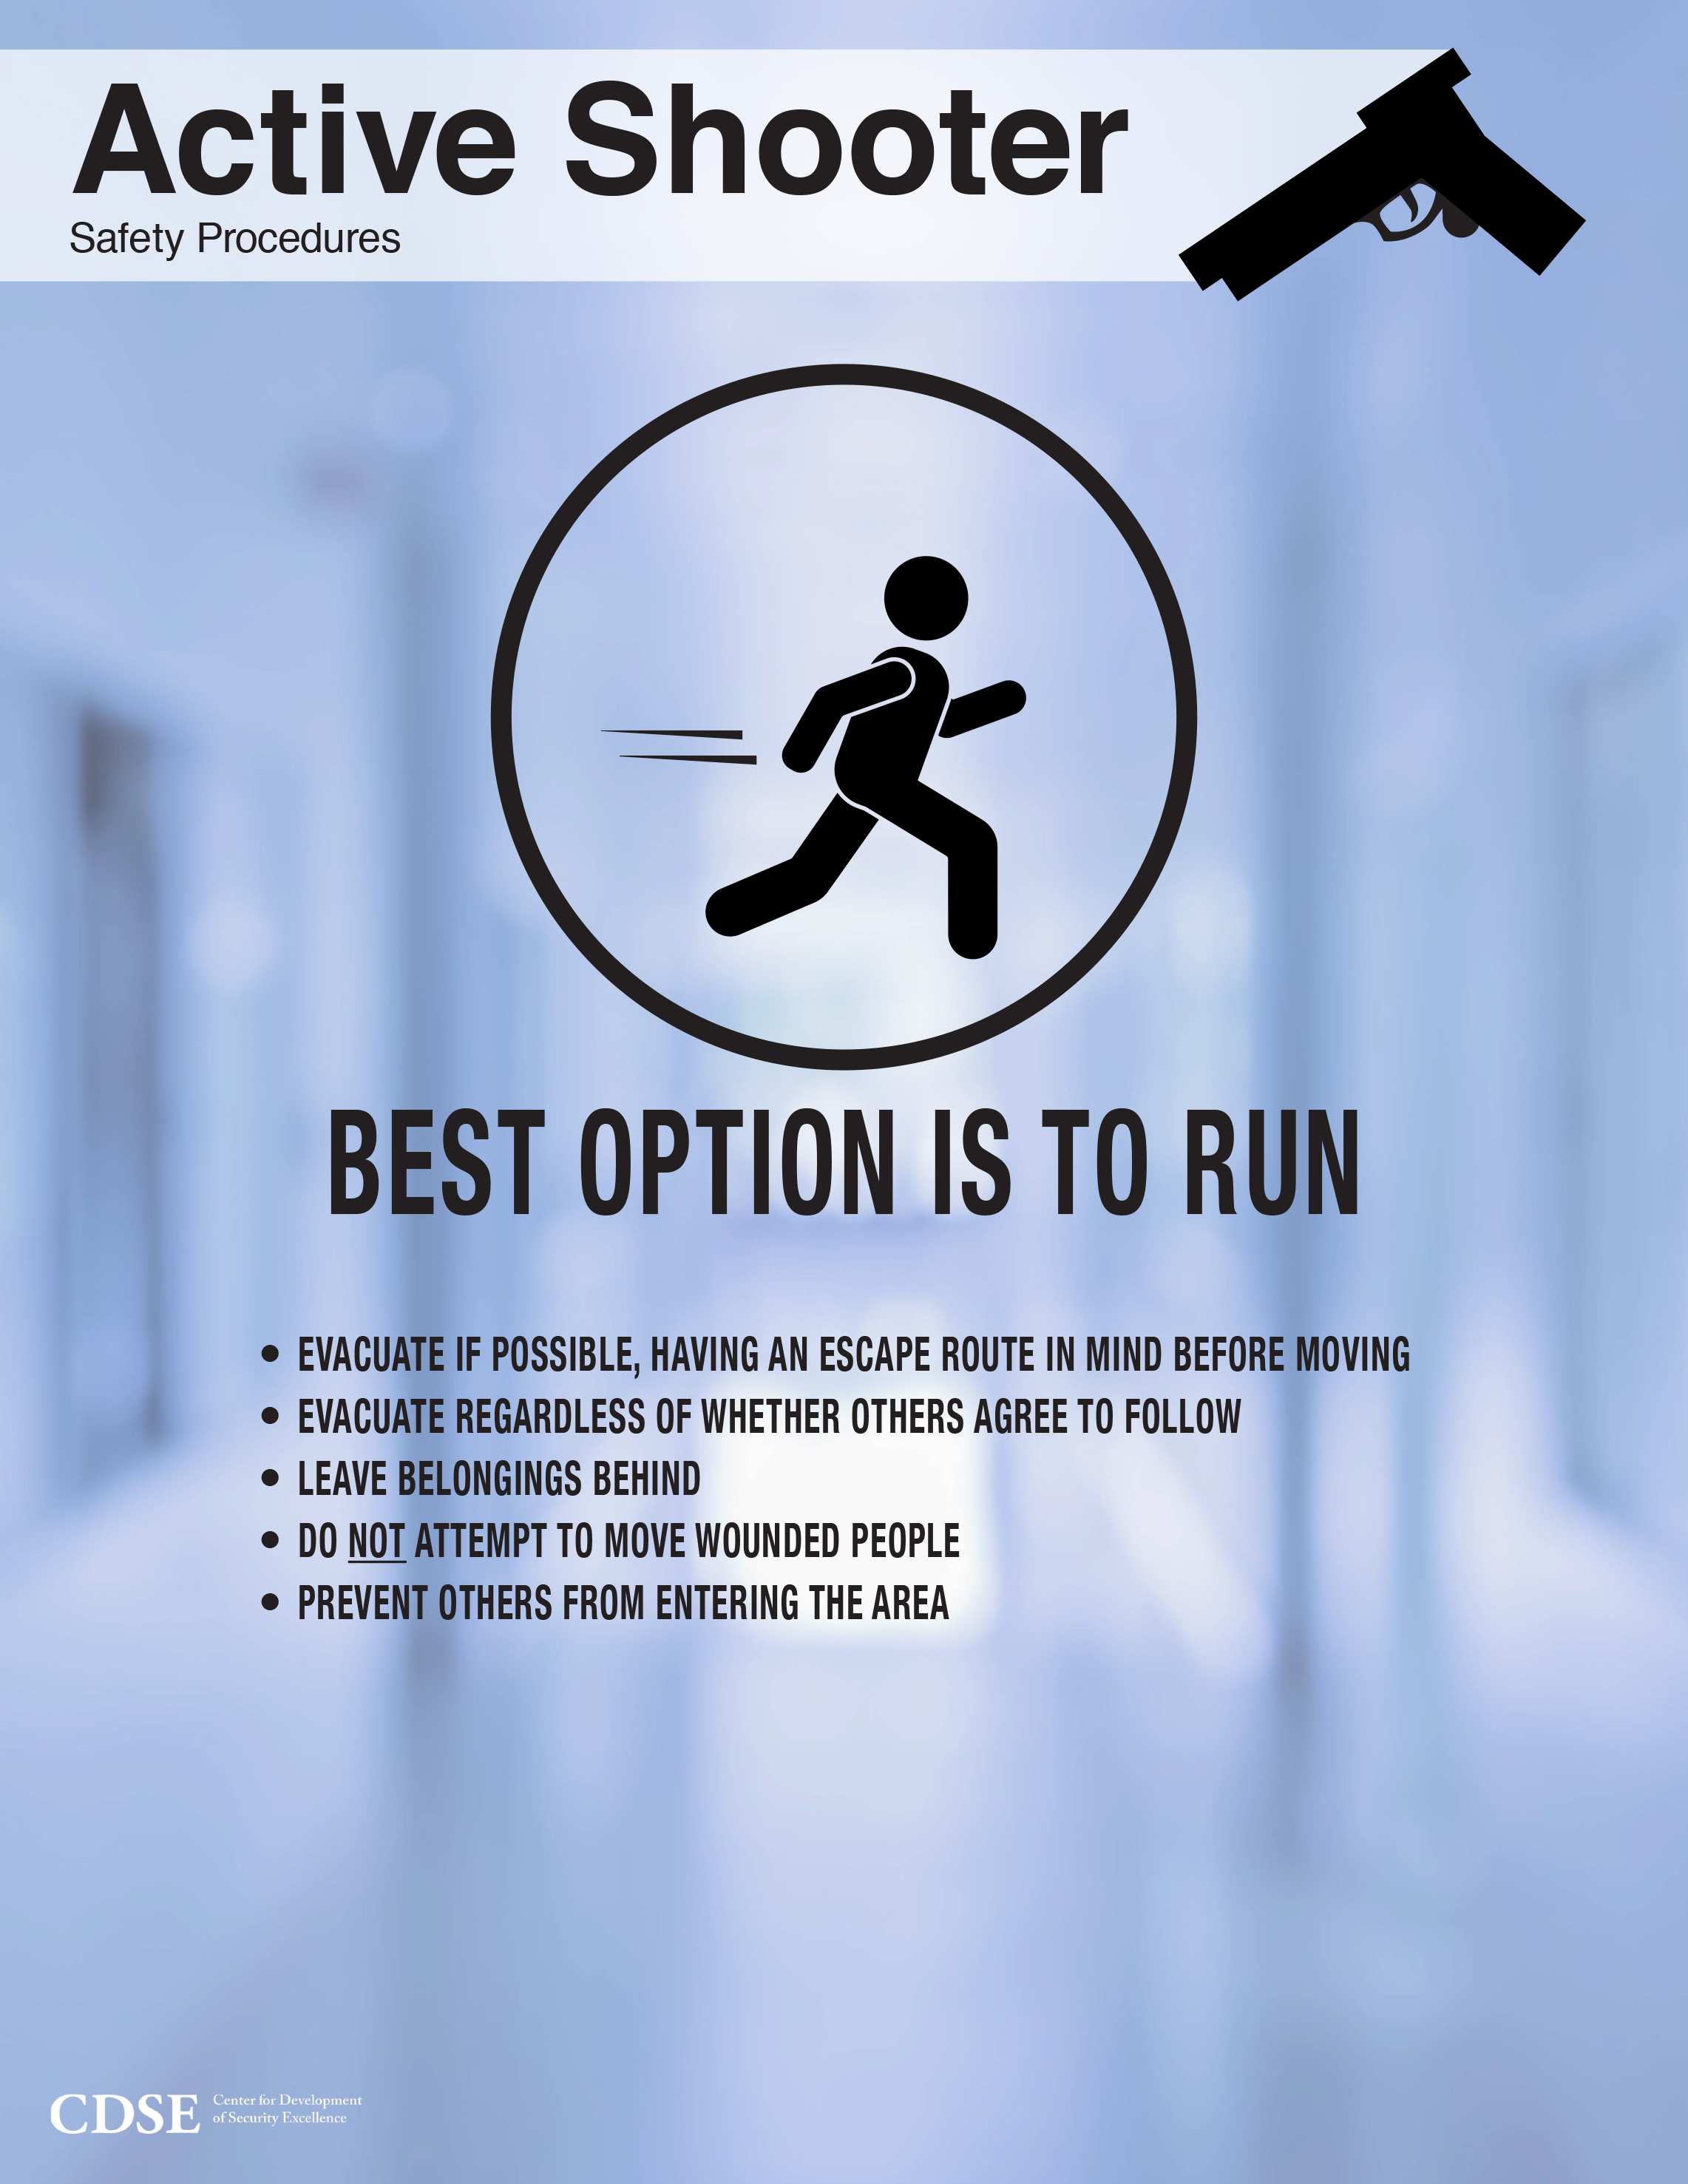 Active Shooter
Safety Procedures
BEST OPTION IS TO RUN
• EVACUATE IF POSSIBLE, HAVING AN ESCAPE ROUTE IN MIND BEFORE MOVING
• EVACUATE REGARDLESS OF WHETHER OTHERS AGREE TO FOLLOW
• LEAVE BELONGINGS BEHIND
• DO NOT ATTEMPT TO MOVE WOUNDED PEOPLE
• PREVENT OTHERS FROM ENTERING THE AREA
CDSE
Center for Development
of Security Excellence